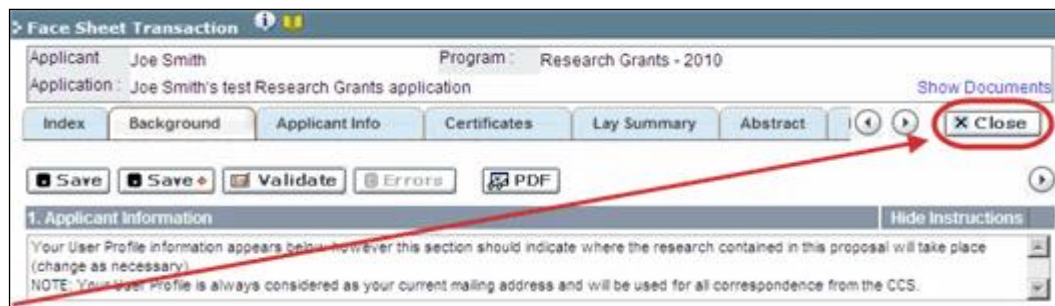 Face Sheet Transaction
Applicant Joe Smith Program : Research Grants - 2010
Application : Joe Smith's test Research Grants application Show Documents
Index Background Applicant Info Certificates Lay Summary Abstract X Close
Save Save+ Validate Errors PDF
1. Applicant Information Hide Instructions
Your User Profile information appears below, however this section should indicate where the research contained in this proposal will take place
(change as necessary)
NOTE: Your User Profile is always considered as your current mailing address and will be used for all correspondence from the CCS.